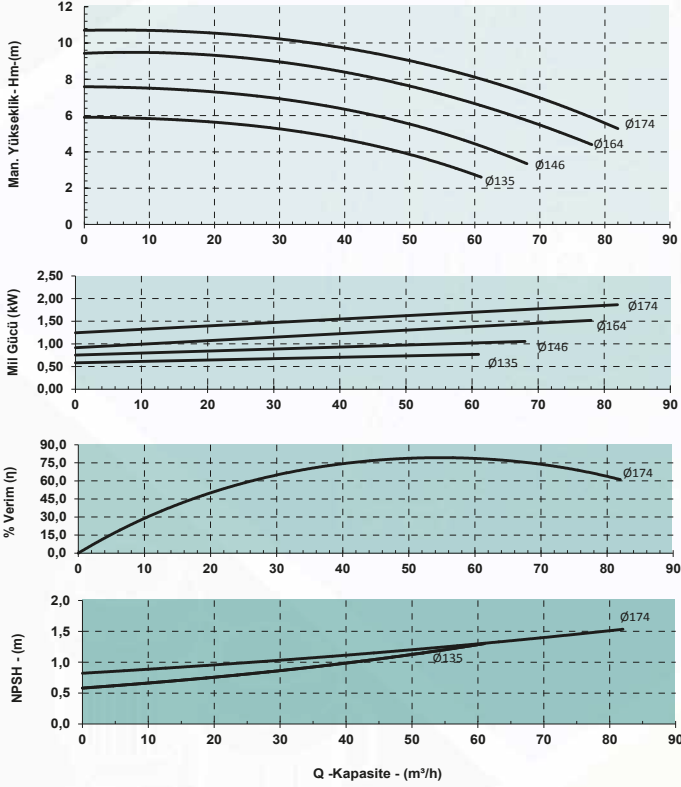 Man. Yükseklik- Hm-(m)
12
10
8
6
4
2
0
0 10 20 30 40 50 60 70 80 90
Ø174
Ø164
Ø146
Ø135
Mil Gücü (kW)
2,50
2,00
1,50
1,00
0,50
0,00
0 10 20 30 40 50 60 70 80 90
Ø174
Ø164
Ø146
Ø135
% Verim (η)
90,0
75,0
60,0
45,0
30,0
15,0
0,0
0 10 20 30 40 50 60 70 80 90
Ø174
NPSH - (m)
2,0
1,5
1,0
0,5
0,0
0 10 20 30 40 50 60 70 80 90
Ø174
Ø135
Q -Kapasite - (m³/h)